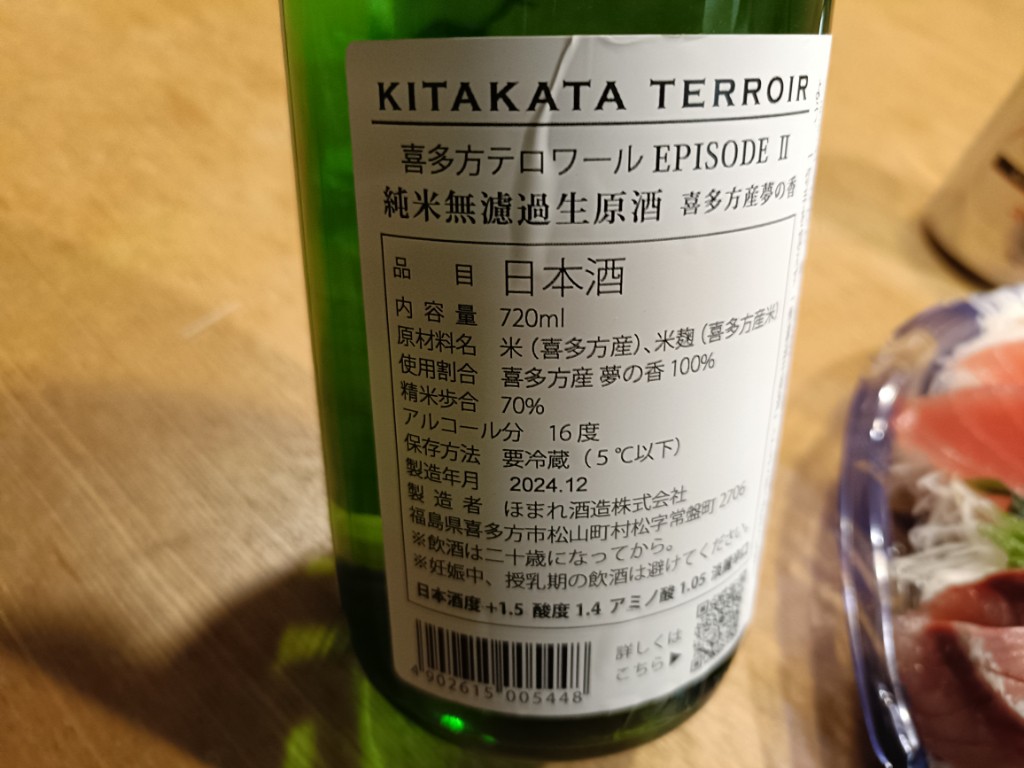 KITAKATA TERROIR
喜多方テロワール EPISODE Ⅱ
純米無濾過生原酒 喜多方産夢の香
品目 日本酒
内容量 720ml
原材料名 米（喜多方産）、米麹（喜多方産米）
使用割合 喜多方産 夢の香 100%
精米歩合 70%
アルコール分 16度
保存方法 要冷蔵（5℃以下）
製造年月 2024.12
製造者 ほまれ酒造株式会社
福島県喜多方市松山町村松字常盤町 2706
※飲酒は二十歳になってから。
※妊娠中、授乳期の飲酒は避けてください。
日本酒度 +1.5 酸度 1.4 アミノ酸 1.05
詳しくは
こちら▶
4 902615 005448